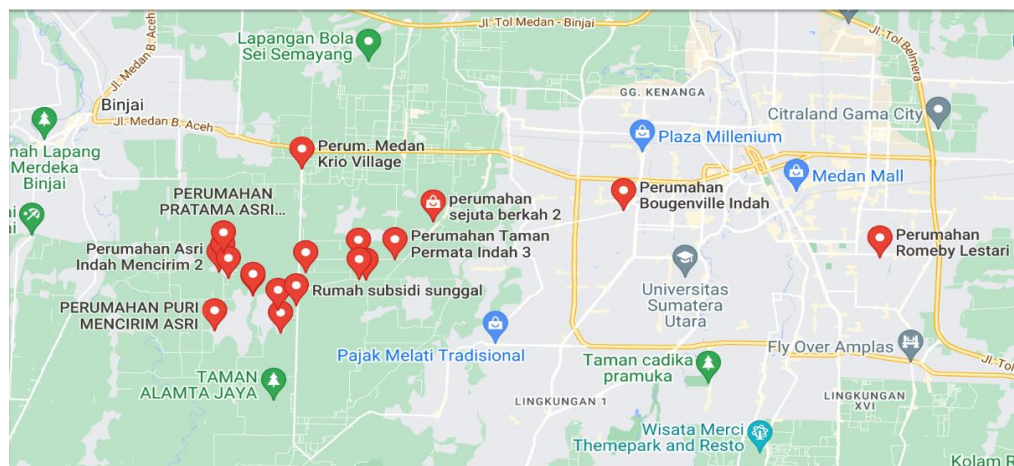 Jl. Tol Medan - Binjai
Jl. Tol Belmera
Lapangan Bola
Sei Semayang
Jl. Medan B. Aceh
Binjai
Jl. Medan B. Aceh
GG. KENANGA
Citraland Gama City
Plaza Millenium
nah Lapang
Merdeka
Binjai
Perum. Medan
Krio Village
Medan Mall
PERUMAHAN
PRATAMA ASRI...
perumahan
sejuta berkah 2
Perumahan
Bougenville Indah
Perumahan Asri
Indah Mencirim 2
Perumahan Taman
Permata Indah 3
Perumahan
Romeby Lestari
Rumah subsidi sunggal
Universitas
Sumatera
Utara
PERUMAHAN PURI
MENCIRIM ASRI
Pajak Melati Tradisional
Fly Over Amplas
Jl. Tol
Taman cadika
pramuka
TAMAN
ALAMTA JAYA
LINGKUNGAN 1
LINGKUNGAN
XVI
Wisata Merci
Themepark and Resto
Kolam R